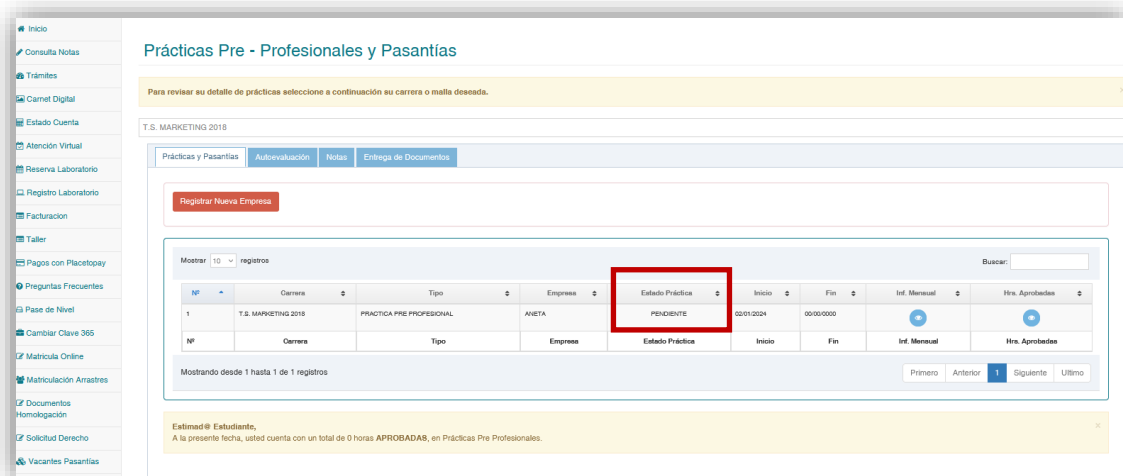 Inicio
Consulta Notas
Trámites
Carnet Digital
Estado Cuenta
Atención Virtual
Reserva Laboratorio
Registro Laboratorio
Facturacion
Taller
Pagos con Placetopay
Preguntas Frecuentes
Pase de Nivel
Cambiar Clave 365
Matricula Online
Matriculación Arrastres
Documentos
Homologación
Solicitud Derecho
Vacantes Pasantías
Prácticas Pre - Profesionales y Pasantías
Para revisar su detalle de prácticas seleccione a continuación su carrera o malla deseada.
×
T.S. MARKETING 2018
Prácticas y Pasantías Autoevaluación Notas Entrega de Documentos
Registrar Nueva Empresa
Mostrar 10 registros Buscar:
Nº Carrera Tipo Empresa Estado Práctica Inicio Fin Inf. Mensual Hrs. Aprobadas
1 T.S. MARKETING 2018 PRACTICA PRE PROFESIONAL ANETA PENDIENTE 02/01/2024 00/00/0000
Nº Carrera Tipo Empresa Estado Práctica Inicio Fin Inf. Mensual Hrs. Aprobadas
Mostrando desde 1 hasta 1 de 1 registros Primero Anterior 1 Siguiente Ultimo
Estimad@ Estudiante, ×
A la presente fecha, usted cuenta con un total de 0 horas APROBADAS, en Prácticas Pre Profesionales.